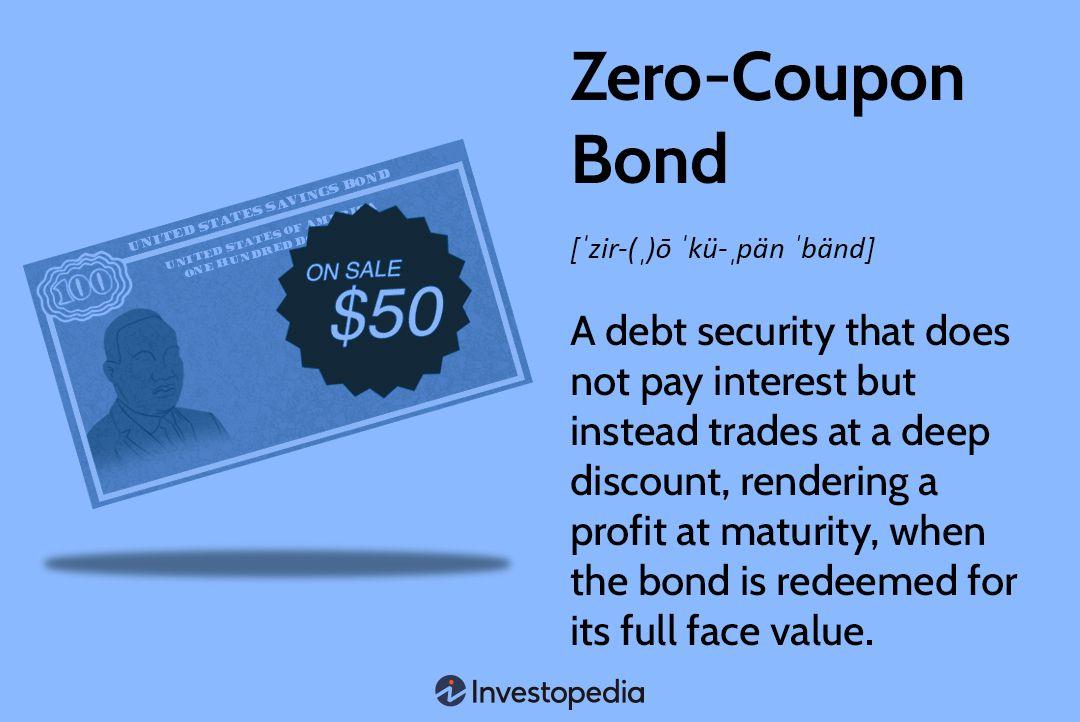 Zero-Coupon
Bond
[ˈzir-(ˌ)ō ˈkü-ˌpän ˈbänd]
A debt security that does
not pay interest but
instead trades at a deep
discount, rendering a
profit at maturity, when
the bond is redeemed for
its full face value.
UNITED STATES SAVINGS BOND
UNITED STATES OF
ONE HUNDRED
100
ON SALE
$50
Investopedia